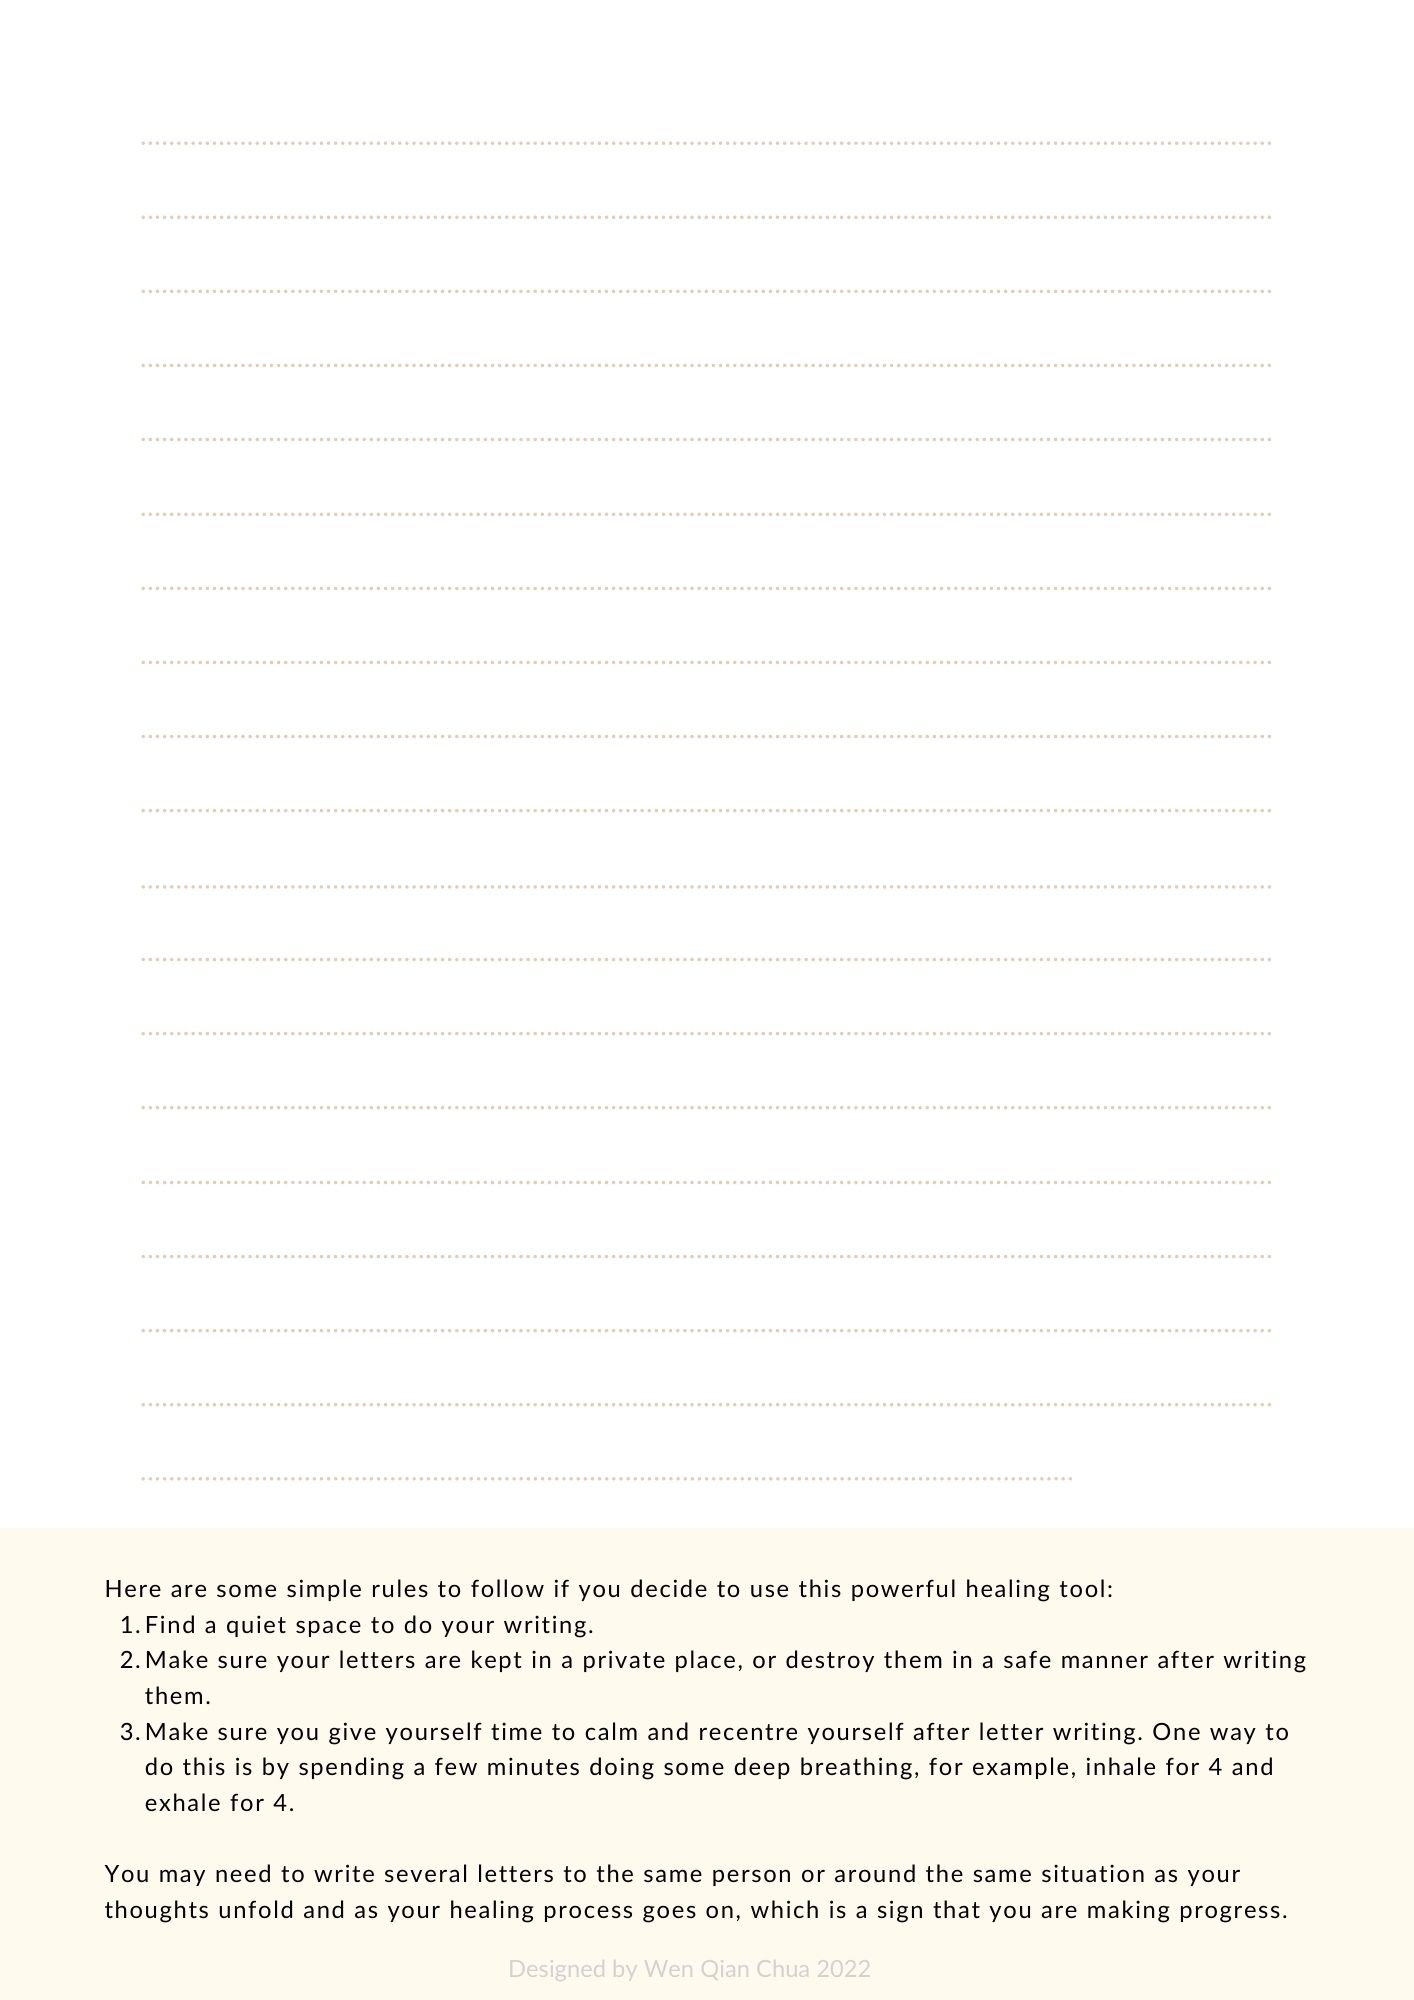 Here are some simple rules to follow if you decide to use this powerful healing tool:
1. Find a quiet space to do your writing.
2. Make sure your letters are kept in a private place, or destroy them in a safe manner after writing
them.
3. Make sure you give yourself time to calm and recentre yourself after letter writing. One way to
do this is by spending a few minutes doing some deep breathing, for example, inhale for 4 and
exhale for 4.
You may need to write several letters to the same person or around the same situation as your
thoughts unfold and as your healing process goes on, which is a sign that you are making progress.
Designed by Wen Qian Chua 2022